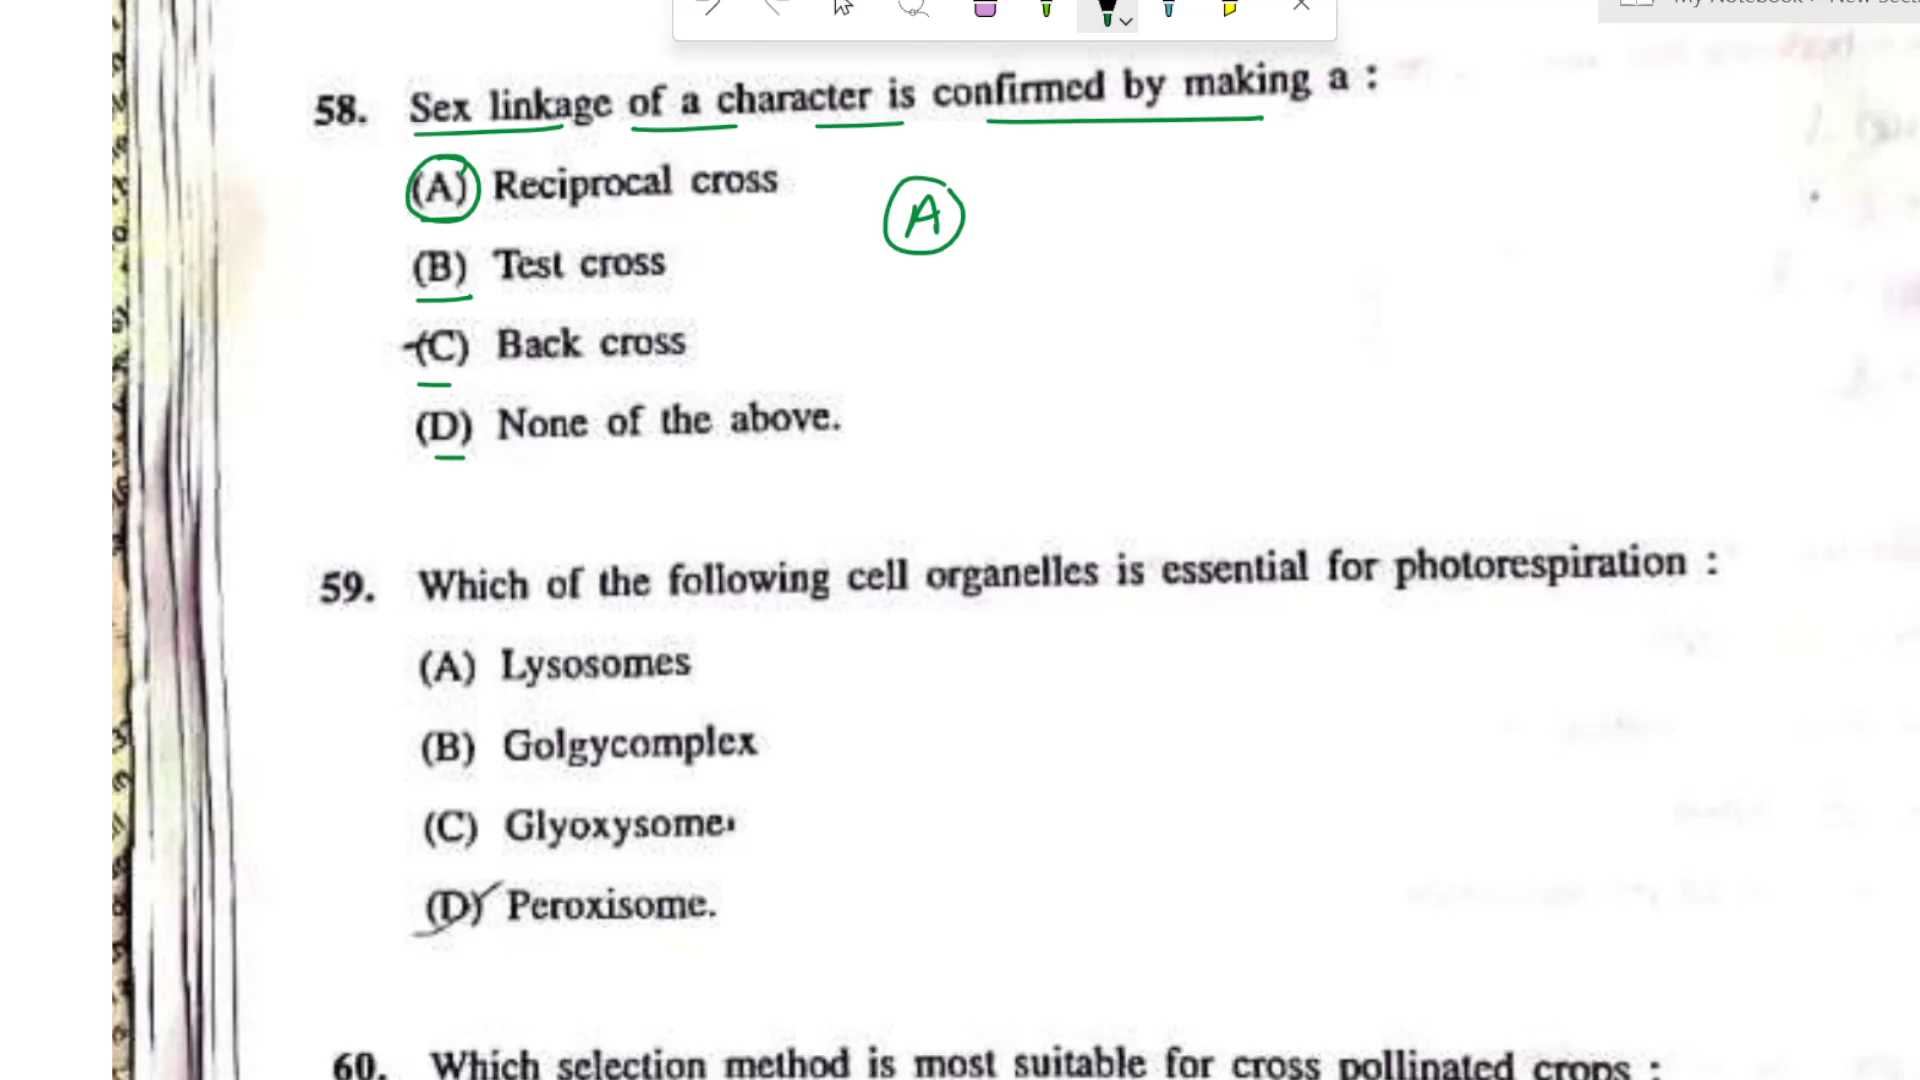 58. Sex linkage of a character is confirmed by making a :
(A) Reciprocal cross
A
(B) Test cross
(C) Back cross
(D) None of the above.
59. Which of the following cell organelles is essential for photorespiration :
(A) Lysosomes
(B) Golgycomplex
(C) Glyoxysome
(D) Peroxisome.
60. Which selection method is most suitable for cross pollinated crops :